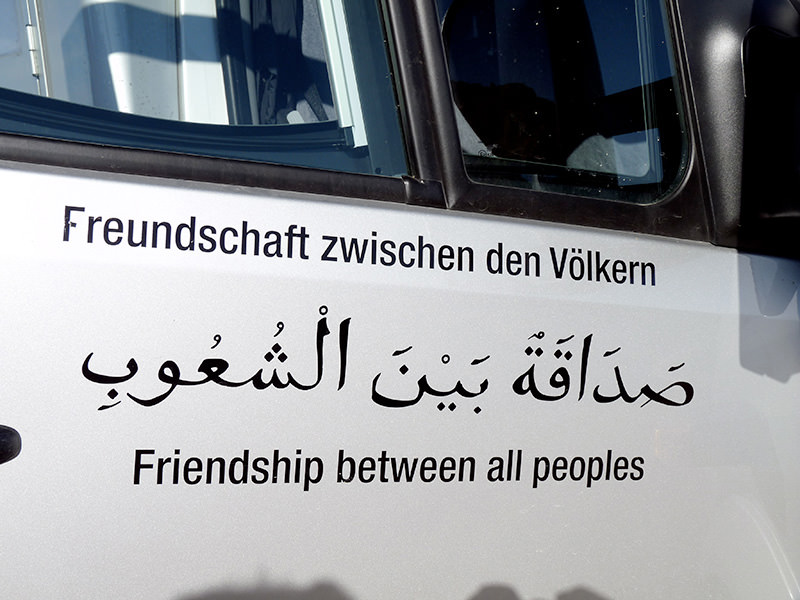 Freundschaft zwischen den Völkern
صَدَاقَةٌ بَيْنَ الْشُعُوبِ
Friendship between all peoples